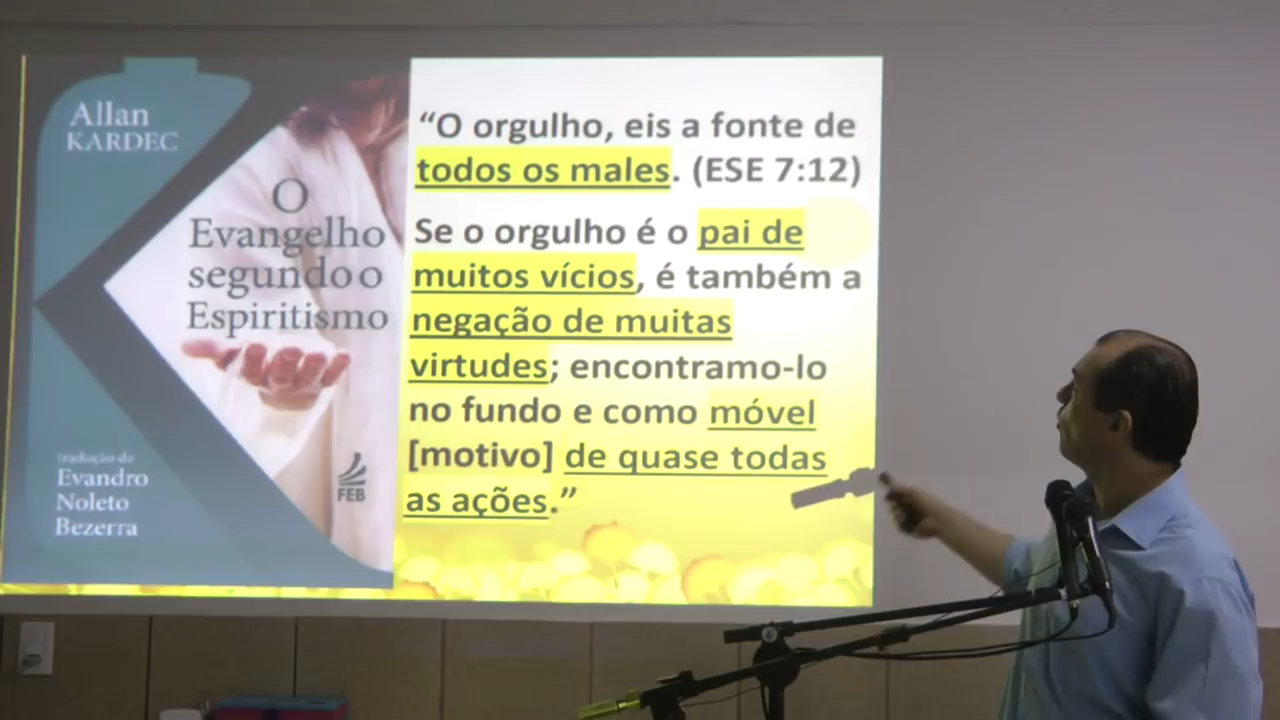 Allan
KARDEC
O
Evangelho
segundo o
Espiritismo
tradução de
Evandro
Noleto
Bezerra
FEB
“O orgulho, eis a fonte de
todos os males. (ESE 7:12)
Se o orgulho é o pai de
muitos vícios, é também a
negação de muitas
virtudes; encontramo-lo
no fundo e como móvel
[motivo] de quase todas
as ações.”